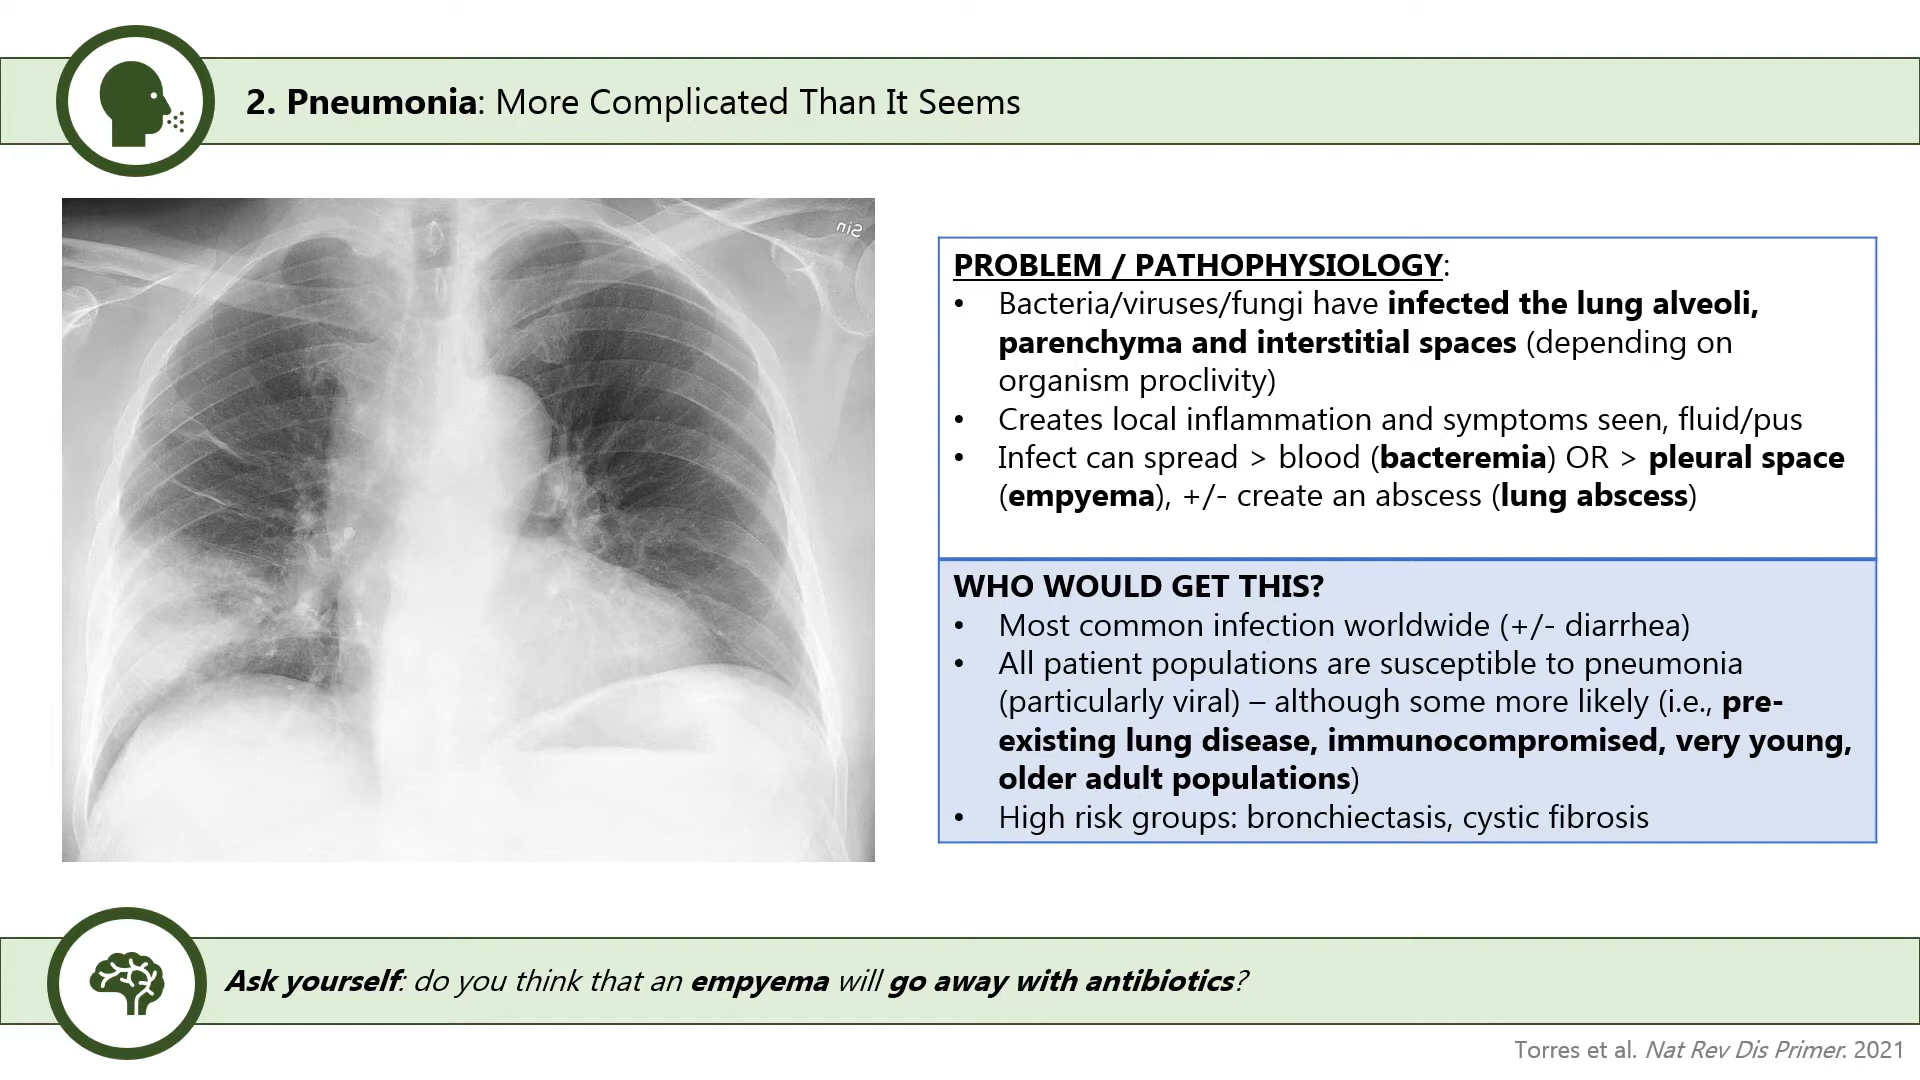 2. Pneumonia: More Complicated Than It Seems
niS
PROBLEM / PATHOPHYSIOLOGY:
• Bacteria/viruses/fungi have infected the lung alveoli,
parenchyma and interstitial spaces (depending on
organism proclivity)
• Creates local inflammation and symptoms seen, fluid/pus
• Infect can spread > blood (bacteremia) OR > pleural space
(empyema), +/- create an abscess (lung abscess)
WHO WOULD GET THIS?
• Most common infection worldwide (+/- diarrhea)
• All patient populations are susceptible to pneumonia
(particularly viral) – although some more likely (i.e., pre-
existing lung disease, immunocompromised, very young,
older adult populations)
• High risk groups: bronchiectasis, cystic fibrosis
Ask yourself: do you think that an empyema will go away with antibiotics?
Torres et al. Nat Rev Dis Primer. 2021